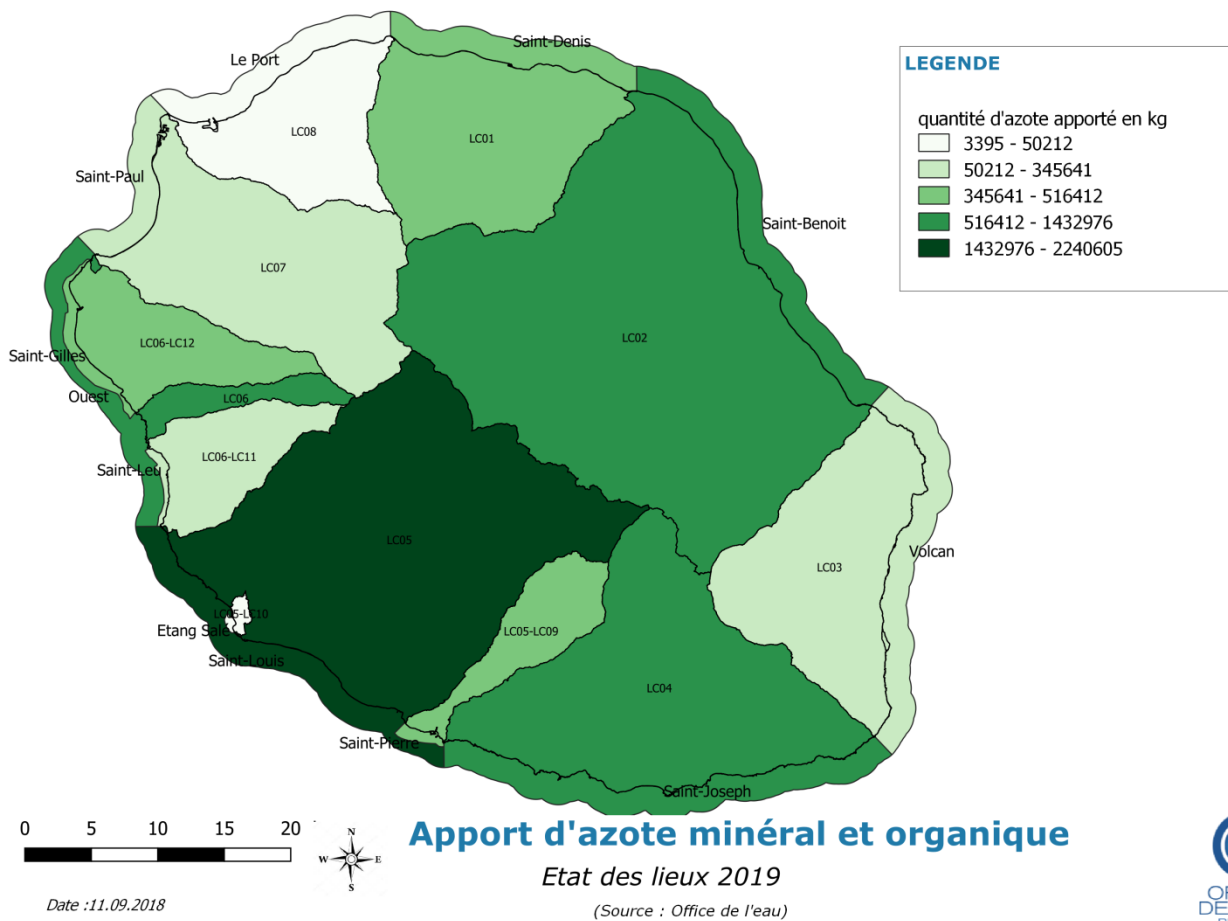 Saint-Denis
Le Port
LEGENDE
quantité d'azote apporté en kg
3395 - 50212
50212 - 345641
345641 - 516412
516412 - 1432976
1432976 - 2240605
LC08
LC01
Saint-Paul
Saint-Benoit
LC07
LC02
LC06-LC12
Saint-Gilles
Ouest
LC06
LC06-LC11
Saint-Leu
LC05
Volcan
LC03
LC05-LC10
Etang Salé
LC05-LC09
Saint-Louis
LC04
Saint-Pierre
Saint-Joseph
0 5 10 15 20
N
W E
S
Apport d'azote minéral et organique
Etat des lieux 2019
Date :11.09.2018
(Source : Office de l'eau)